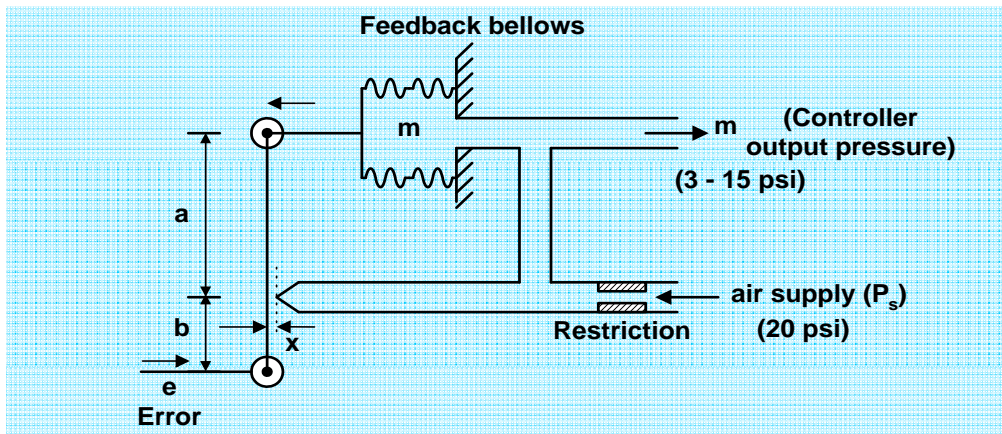 Feedback bellows
m
m
(Controller
output pressure)
(3 - 15 psi)
a
b
x
air supply (Ps)
(20 psi)
Restriction
e
Error